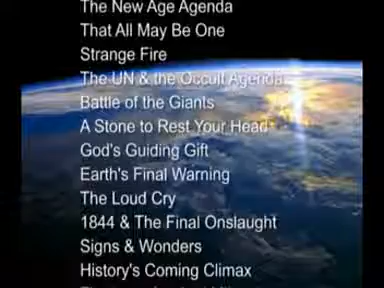 The New Age Agenda
That All May Be One
Strange Fire
The UN & the Occult Agenda
Battle of the Giants
A Stone to Rest Your Head
God's Guiding Gift
Earth's Final Warning
The Loud Cry
1844 & The Final Onslaught
Signs & Wonders
History's Coming Climax